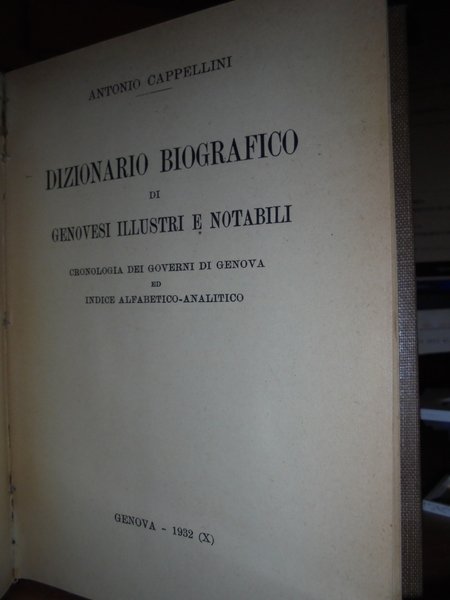 ANTONIO CAPPELLINI
DIZIONARIO BIOGRAFICO
DI
GENOVESI ILLUSTRI E NOTABILI
CRONOLOGIA DEI GOVERNI DI GENOVA
ED
INDICE ALFABETICO-ANALITICO
GENOVA - 1932 (X)